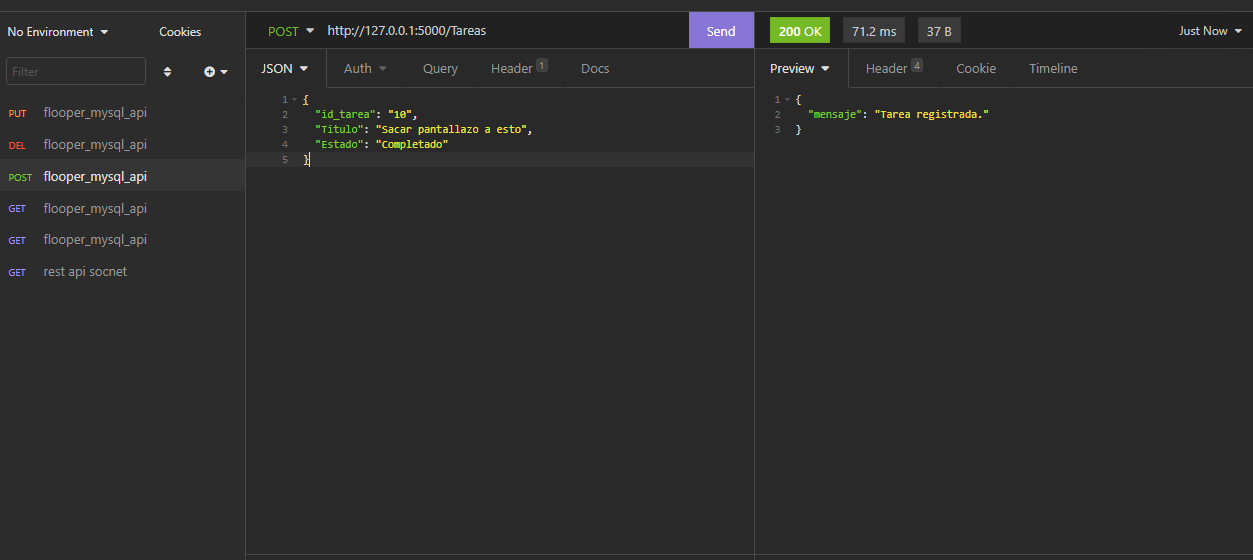 No Environment
Cookies
Filter
PUT flooper_mysql_api
DEL flooper_mysql_api
POST flooper_mysql_api
GET flooper_mysql_api
GET flooper_mysql_api
GET rest api socnet
POST http://127.0.0.1:5000/Tareas
Send
JSON
Auth
Query
Header 1
Docs
1 {
2 "id_tarea": "10",
3 "Titulo": "Sacar pantallazo a esto",
4 "Estado": "Completado"
5 }
200 OK
71.2 ms
37 B
Just Now
Preview
Header 4
Cookie
Timeline
1 {
2 "mensaje": "Tarea registrada."
3 }